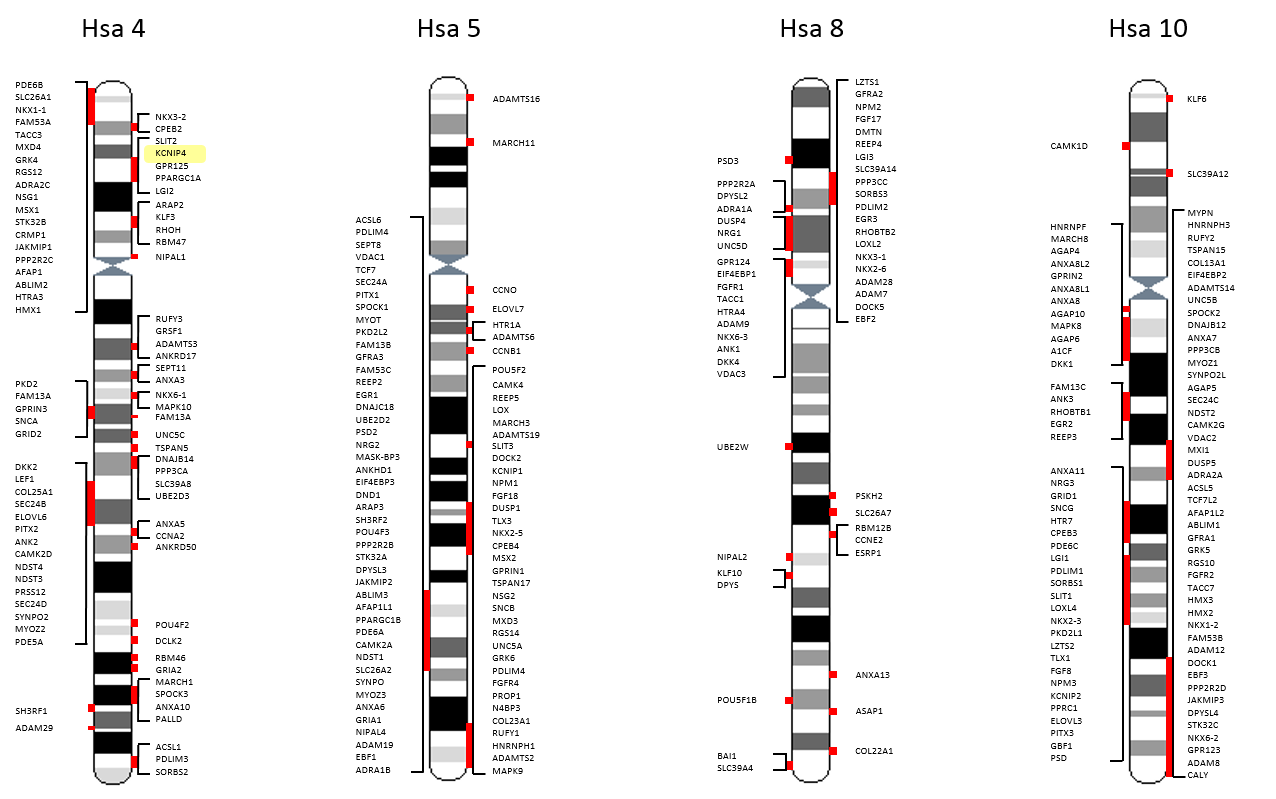 Hsa 4
PDE6B
SLC26A1
NKX1-1
FAM53A
TACC3
MXD4
GRK4
RGS12
ADRA2C
NSG1
MSX1
STK32B
CRMP1
JAKMIP1
PPP2R2C
AFAP1
ABLIM2
HTRA3
HMX1
PKD2
FAM13A
GPRIN3
SNCA
GRID2
DKK2
LEF1
COL25A1
SEC24B
ELOVL6
PITX2
ANK2
CAMK2D
NDST4
NDST3
PRSS12
SEC24D
SYNPO2
MYOZ2
PDE5A
SH3RF1
ADAM29
NKX3-2
CPEB2
SLIT2
KCNIP4
GPR125
PPARGC1A
LGI2
ARAP2
KLF3
RHOH
RBM47
NIPAL1
RUFY3
GRSF1
ADAMTS3
ANKRD17
SEPT11
ANXA3
NKX6-1
MAPK10
FAM13A
UNC5C
TSPAN5
DNAJB14
PPP3CA
SLC39A8
UBE2D3
ANXA5
CCNA2
ANKRD50
POU4F2
DCLK2
RBM46
GRIA2
MARCH1
SPOCK3
ANXA10
PALLD
ACSL1
PDLIM3
SORBS2
Hsa 5
ACSL6
PDLIM4
SEPT8
VDAC1
TCF7
SEC24A
PITX1
SPOCK1
MYOT
PKD2L2
FAM13B
GFRA3
FAM53C
REEP2
EGR1
DNAJC18
UBE2D2
PSD2
NRG2
MASK-BP3
ANKHD1
EIF4EBP3
DND1
ARAP3
SH3RF2
POU4F3
PPP2R2B
STK32A
DPYSL3
JAKMIP2
ABLIM3
AFAP1L1
PPARGC1B
PDE6A
CAMK2A
NDST1
SLC26A2
SYNPO
MYOZ3
ANXA6
GRIA1
NIPAL4
ADAM19
EBF1
ADRA1B
ADAMTS16
MARCH11
CCNO
ELOVL7
HTR1A
ADAMTS6
CCNB1
POU5F2
CAMK4
REEP5
LOX
MARCH3
ADAMTS19
SLIT3
DOCK2
KCNIP1
NPM1
FGF18
DUSP1
TLX3
NKX2-5
CPEB4
MSX2
GPRIN1
TSPAN17
NSG2
SNCB
MXD3
RGS14
UNC5A
GRK6
PDLIM4
FGFR4
PROP1
N4BP3
COL23A1
RUFY1
HNRNPH1
ADAMTS2
MAPK9
Hsa 8
PSD3
PPP2R2A
DPYSL2
ADRA1A
DUSP4
NRG1
UNC5D
GPR124
EIF4EBP1
FGFR1
TACC1
HTRA4
ADAM9
NKX6-3
ANK1
DKK4
VDAC3
UBE2W
NIPAL2
KLF10
DPYS
POU5F1B
BAI1
SLC39A4
LZTS1
GFRA2
NPM2
FGF17
DMTN
REEP4
LGI3
SLC39A14
PPP3CC
SORBS3
PDLIM2
EGR3
RHOBTB2
LOXL2
NKX3-1
NKX2-6
ADAM28
ADAM7
DOCK5
EBF2
PSKH2
SLC26A7
RBM12B
CCNE2
ESRP1
ANXA13
ASAP1
COL22A1
Hsa 10
CAMK1D
HNRNPF
MARCH8
AGAP4
ANXA8L2
GPRIN2
ANXA8L1
ANXA8
AGAP10
MAPK8
AGAP6
A1CF
DKK1
FAM13C
ANK3
RHOBTB1
EGR2
REEP3
ANXA11
NRG3
GRID1
SNCG
HTR7
CPEB3
PDE6C
LGI1
PDLIM1
SORBS1
SLIT1
LOXL4
NKX2-3
PKD2L1
LZTS2
TLX1
FGF8
NPM3
KCNIP2
PPRC1
ELOVL3
PITX3
GBF1
PSD
KLF6
SLC39A12
MYPN
HNRNPH3
RUFY2
TSPAN15
COL13A1
EIF4EBP2
ADAMTS14
UNC5B
SPOCK2
DNAJB12
ANXA7
PPP3CB
MYOZ1
SYNPO2L
AGAP5
SEC24C
NDST2
CAMK2G
VDAC2
MXI1
DUSP5
ADRA2A
ACSL5
TCF7L2
AFAP1L2
ABLIM1
GFRA1
GRK5
RGS10
FGFR2
TACC7
HMX3
HMX2
NKX1-2
FAM53B
ADAM12
DOCK1
EBF3
PPP2R2D
JAKMIP3
DPYSL4
STK32C
NKX6-2
GPR123
ADAM8
CALY